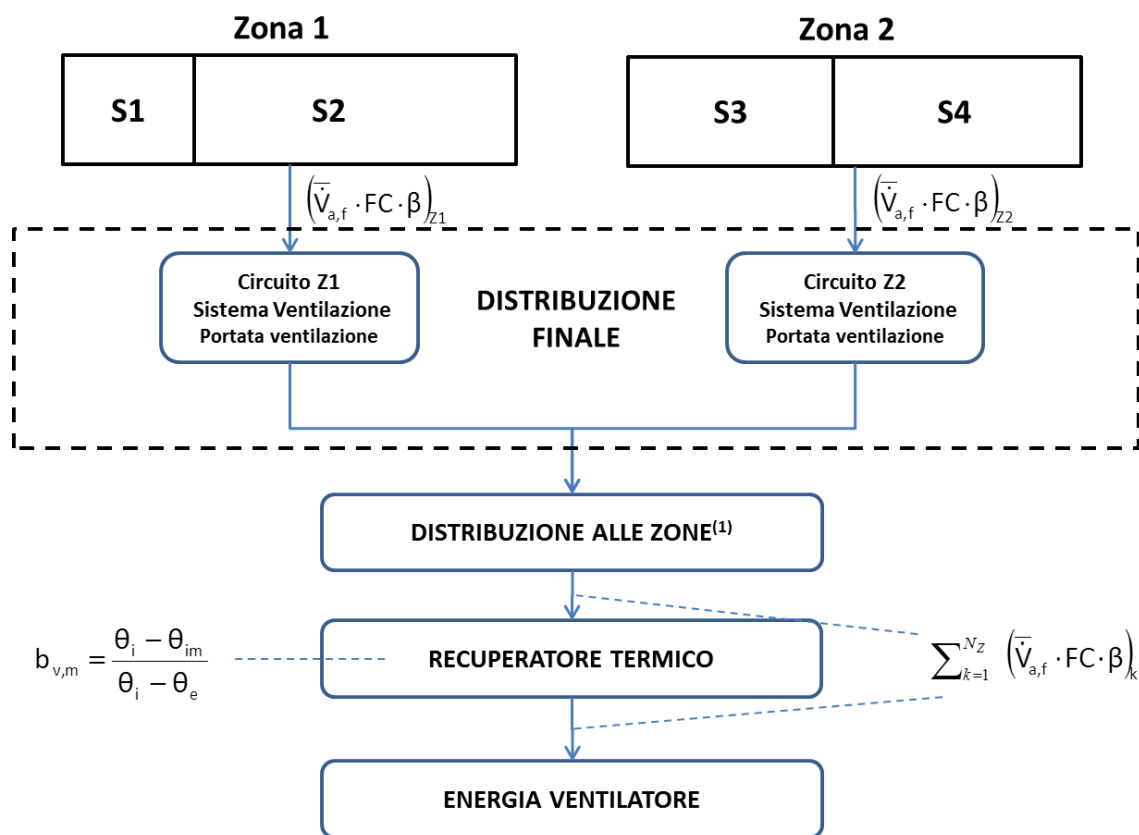 Zona 1
Zona 2
S1
S2
S3
S4
(V̇̅a,f · FC · β)Z1
(V̇̅a,f · FC · β)Z2
Circuito Z1
Sistema Ventilazione
Portata ventilazione
DISTRIBUZIONE
FINALE
Circuito Z2
Sistema Ventilazione
Portata ventilazione
DISTRIBUZIONE ALLE ZONE(1)
bv,m = (θi − θim) / (θi − θe)
RECUPERATORE TERMICO
∑k=1^NZ (V̇̅a,f · FC · β)k
ENERGIA VENTILATORE